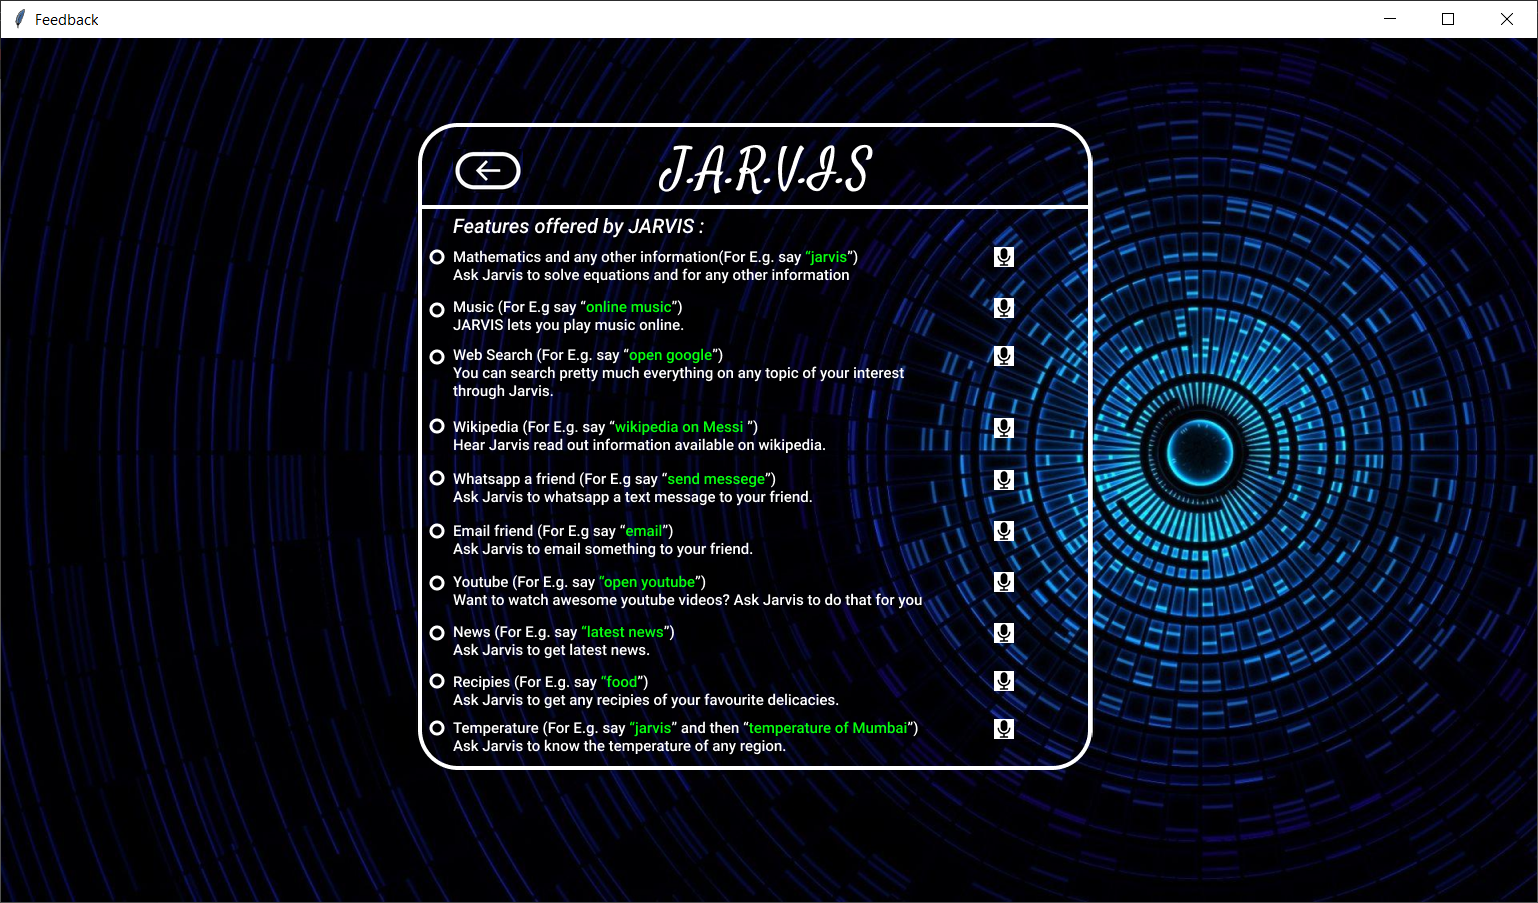 Feedback
J.A.R.V.I.S
Features offered by JARVIS :
Mathematics and any other information(For E.g. say “jarvis”)
Ask Jarvis to solve equations and for any other information
Music (For E.g say “online music”)
JARVIS lets you play music online.
Web Search (For E.g. say “open google”)
You can search pretty much everything on any topic of your interest
through Jarvis.
Wikipedia (For E.g. say “wikipedia on Messi ”)
Hear Jarvis read out information available on wikipedia.
Whatsapp a friend (For E.g say “send messege”)
Ask Jarvis to whatsapp a text message to your friend.
Email friend (For E.g say “email”)
Ask Jarvis to email something to your friend.
Youtube (For E.g. say “open youtube”)
Want to watch awesome youtube videos? Ask Jarvis to do that for you
News (For E.g. say “latest news”)
Ask Jarvis to get latest news.
Recipies (For E.g. say “food”)
Ask Jarvis to get any recipies of your favourite delicacies.
Temperature (For E.g. say “jarvis” and then “temperature of Mumbai”)
Ask Jarvis to know the temperature of any region.